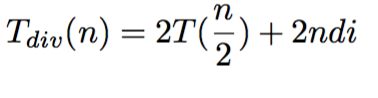 T_{div}(n) = 2T(\frac{n}{2}) + 2ndi